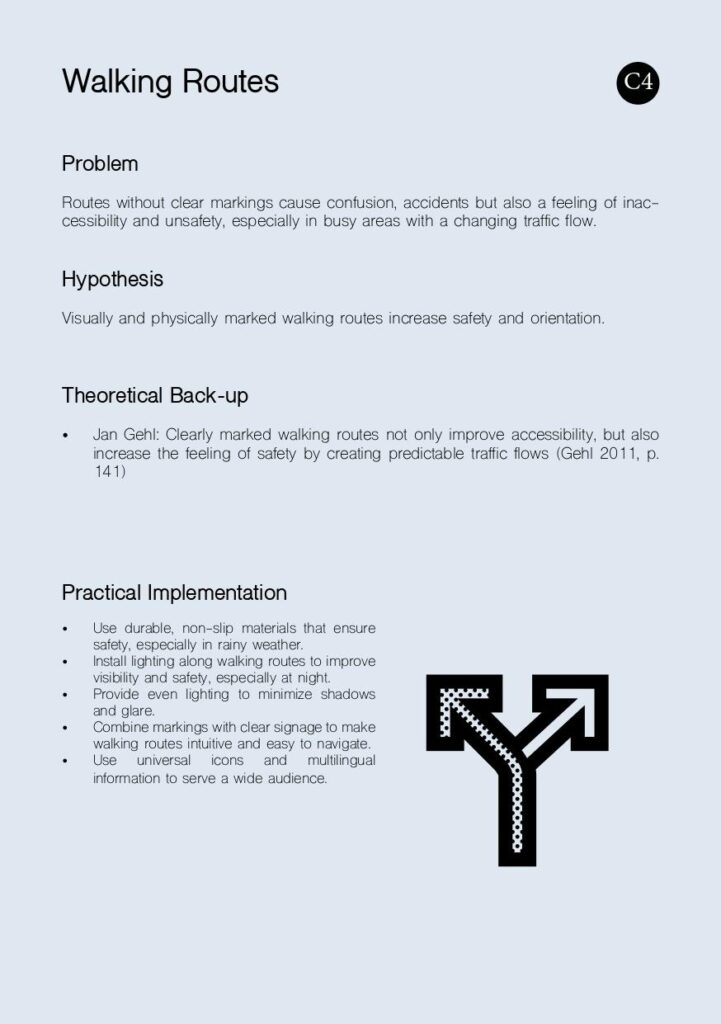 Walking Routes
C4
Problem
Routes without clear markings cause confusion, accidents but also a feeling of inac-
cessibility and unsafety, especially in busy areas with a changing traffic flow.
Hypothesis
Visually and physically marked walking routes increase safety and orientation.
Theoretical Back-up
• Jan Gehl: Clearly marked walking routes not only improve accessibility, but also
increase the feeling of safety by creating predictable traffic flows (Gehl 2011, p.
141)
Practical Implementation
• Use durable, non-slip materials that ensure
safety, especially in rainy weather.
• Install lighting along walking routes to improve
visibility and safety, especially at night.
• Provide even lighting to minimize shadows
and glare.
• Combine markings with clear signage to make
walking routes intuitive and easy to navigate.
• Use universal icons and multilingual
information to serve a wide audience.